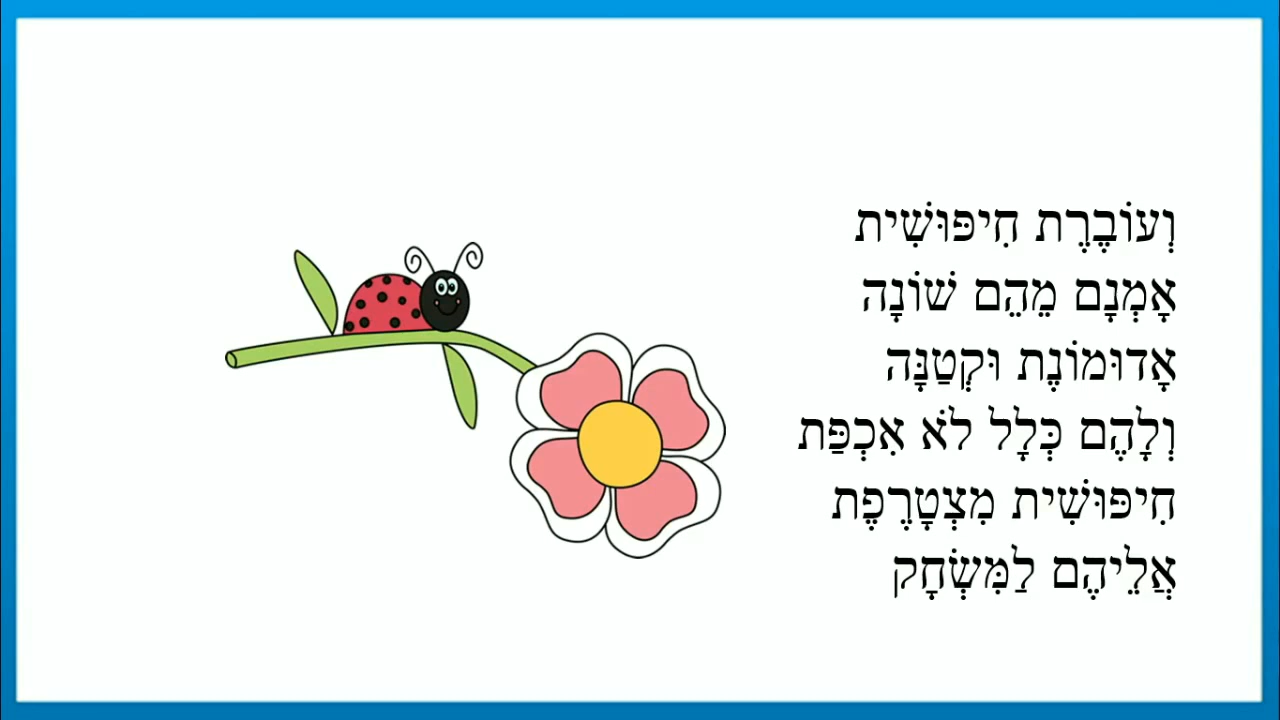 וְעוֹבֶרֶת חִיפּוּשִׁית
אָמְנָם מֵהֵם שׁוֹנָה
אָדוּמוֹנֶת וּקְטַנָּה
וְלָהֶם כְּלָל לֹא אִכְפַּת
חִיפּוּשִׁית מִצְטָרֶפֶת
אֲלֵיהֶם לַמִּשְׂחָק